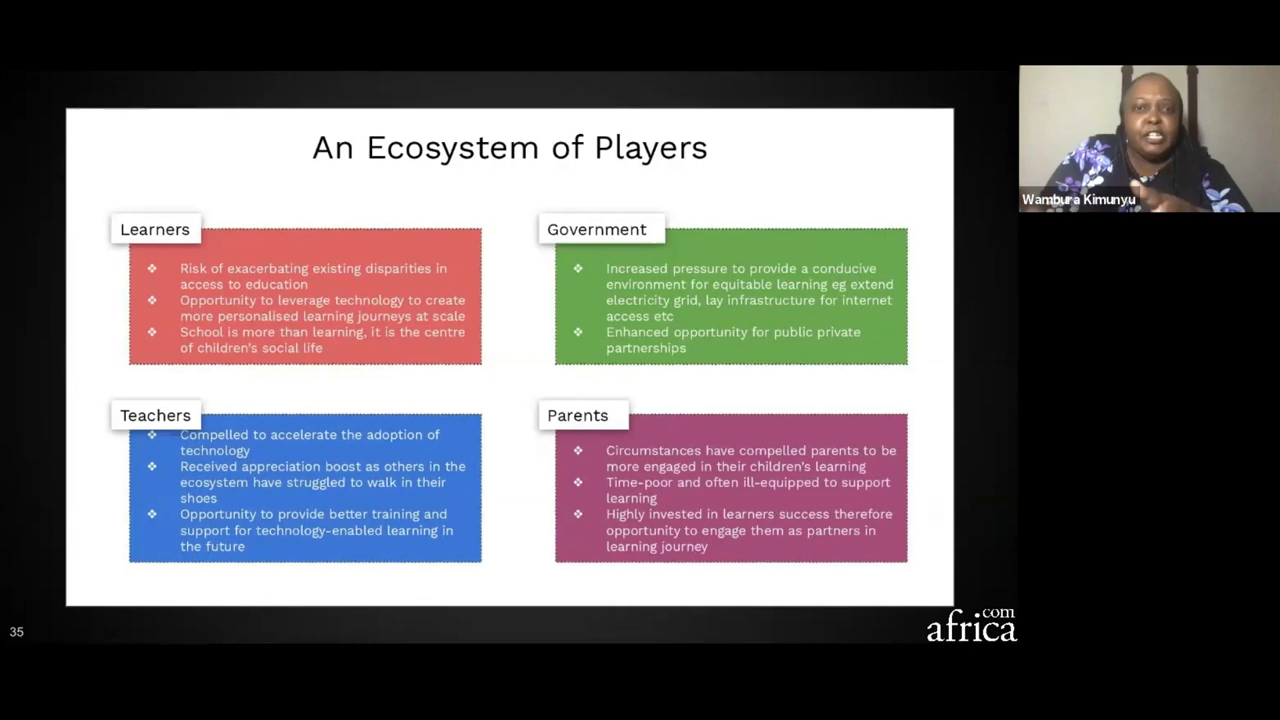 An Ecosystem of Players
Learners
❖ Risk of exacerbating existing disparities in
access to education
❖ Opportunity to leverage technology to create
more personalised learning journeys at scale
❖ School is more than learning, it is the centre
of children's social life
Government
❖ Increased pressure to provide a conducive
environment for equitable learning eg extend
electricity grid, lay infrastructure for internet
access etc
❖ Enhanced opportunity for public private
partnerships
Teachers
❖ Compelled to accelerate the adoption of
technology
❖ Received appreciation boost as others in the
ecosystem have struggled to walk in their
shoes
❖ Opportunity to provide better training and
support for technology-enabled learning in
the future
Parents
❖ Circumstances have compelled parents to be
more engaged in their children's learning
❖ Time-poor and often ill-equipped to support
learning
❖ Highly invested in learners success therefore
opportunity to engage them as partners in
learning journey
Wambura Kimunyu
35
com
africa